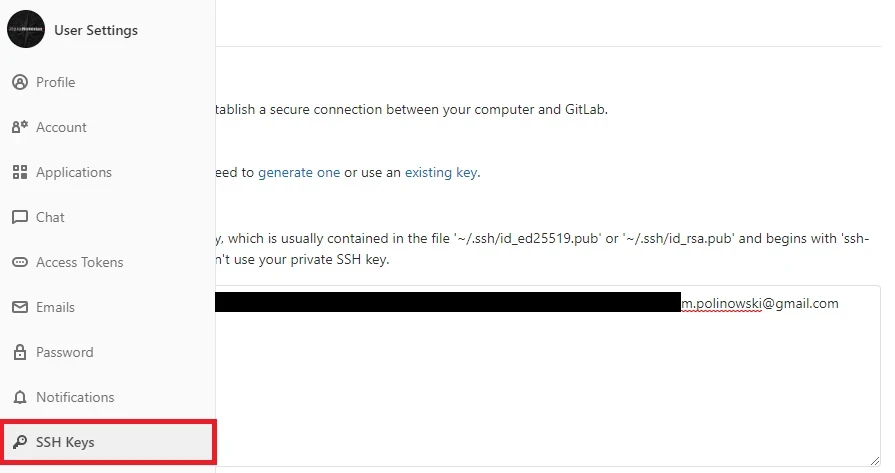 User Settings
Profile
Account
Applications
Chat
Access Tokens
Emails
Password
Notifications
SSH Keys
tablish a secure connection between your computer and GitLab.
eed to generate one or use an existing key.
y, which is usually contained in the file '~/.ssh/id_ed25519.pub' or '~/.ssh/id_rsa.pub' and begins with 'ssh-
n't use your private SSH key.
m.polinowski@gmail.com